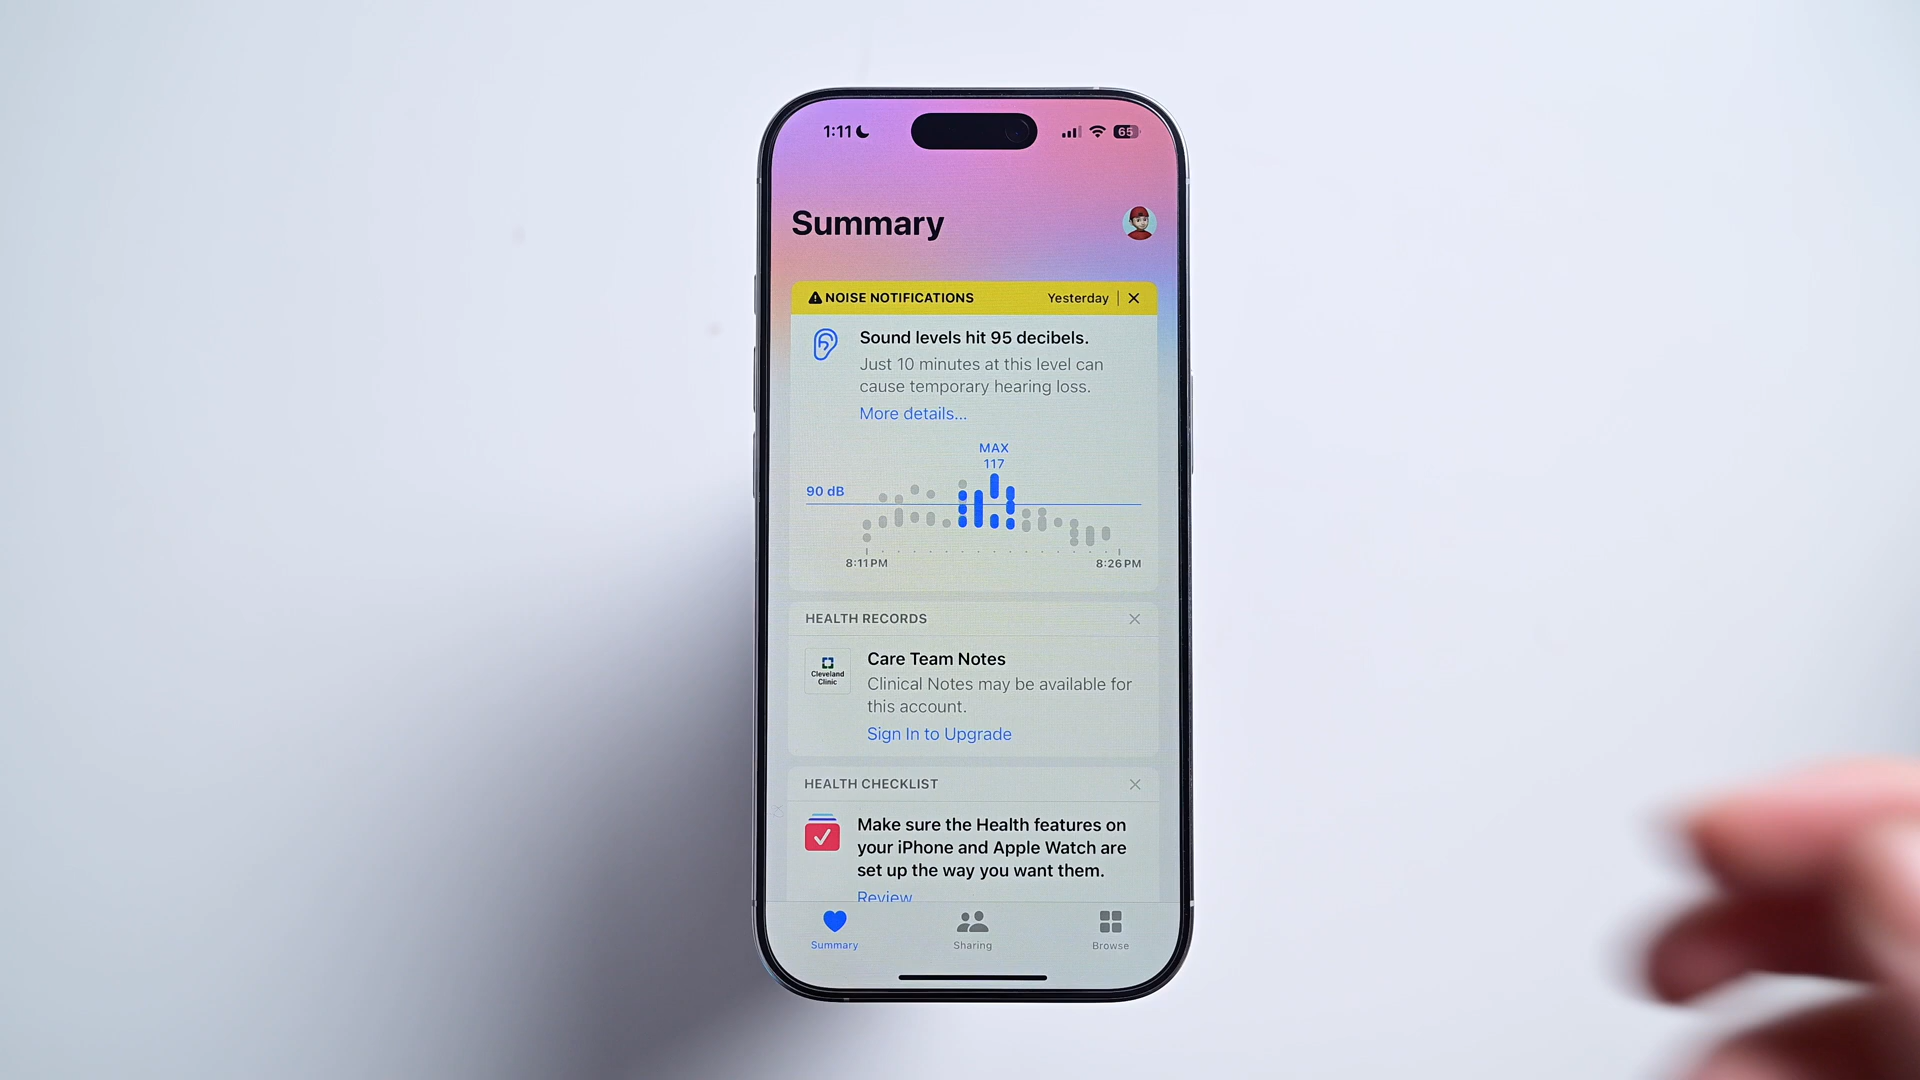 1:11
65
Summary
NOISE NOTIFICATIONS
Yesterday
Sound levels hit 95 decibels.
Just 10 minutes at this level can
cause temporary hearing loss.
More details...
MAX
117
90 dB
8:11 PM
8:26 PM
HEALTH RECORDS
Cleveland
Clinic
Care Team Notes
Clinical Notes may be available for
this account.
Sign In to Upgrade
HEALTH CHECKLIST
Make sure the Health features on
your iPhone and Apple Watch are
set up the way you want them.
Review
Summary
Sharing
Browse